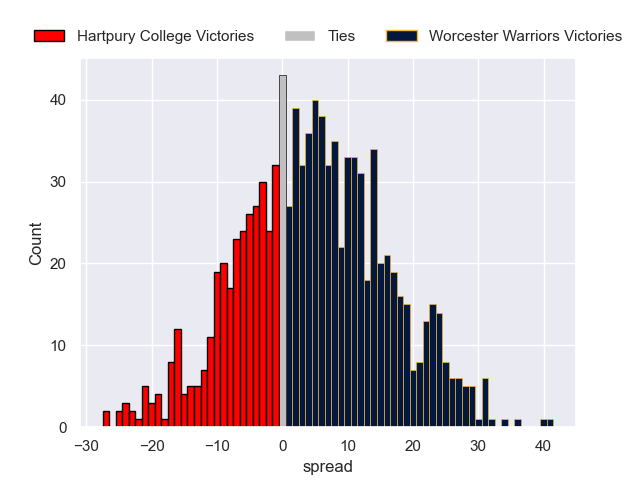 Hartpury College Victories Ties Worcester Warriors Victories
40
30
20
10
0
Count
−30 −20 −10 0 10 20 30 40
spread